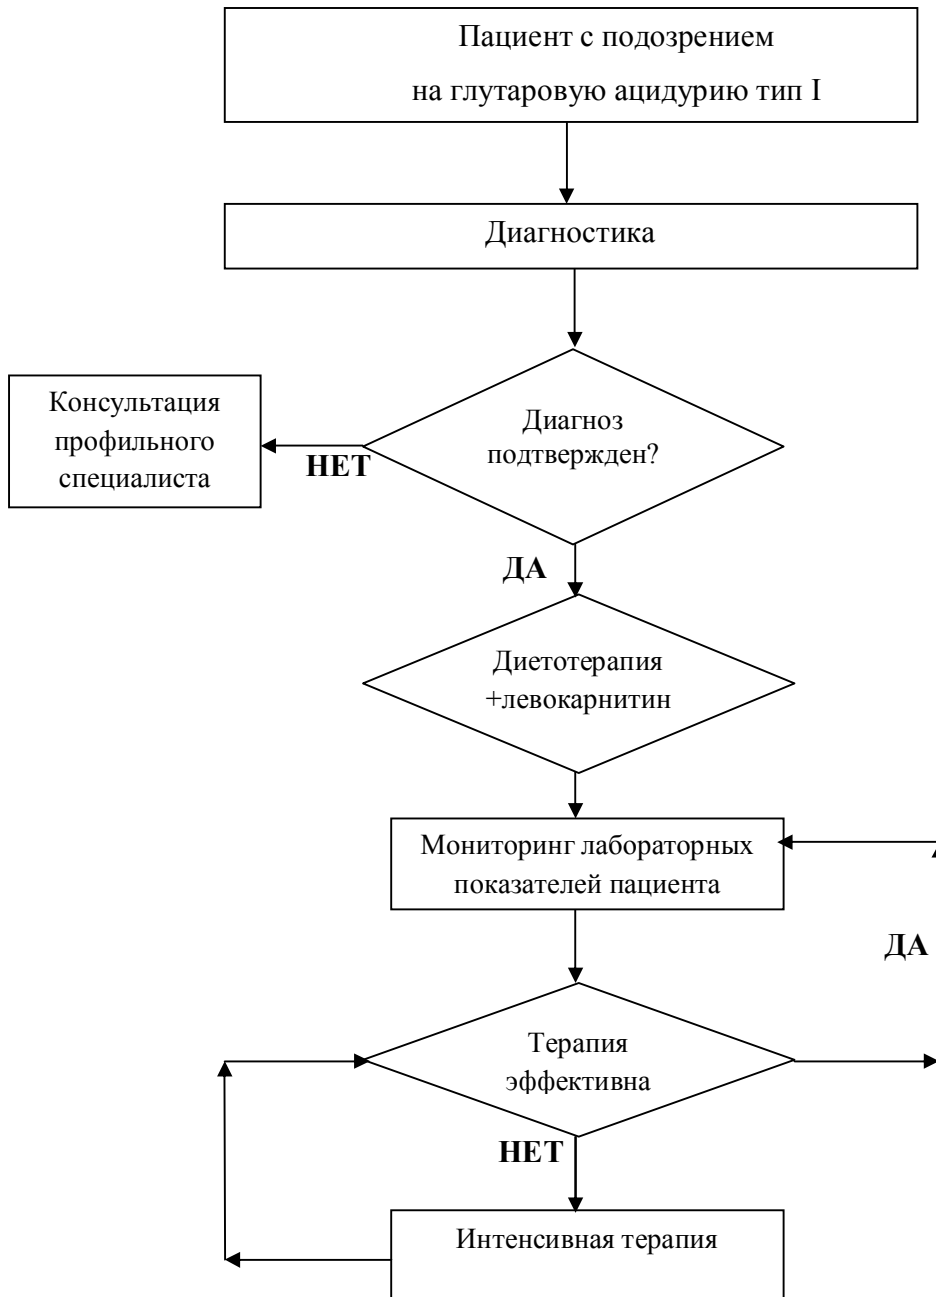 Пациент с подозрением
на глутаровую ацидурию тип I
Диагностика
Диагноз
подтвержден?
НЕТ
Консультация
профильного
специалиста
ДА
Диетотерапия
+левокарнитин
Мониторинг лабораторных
показателей пациента
ДА
Терапия
эффективна
НЕТ
Интенсивная терапия